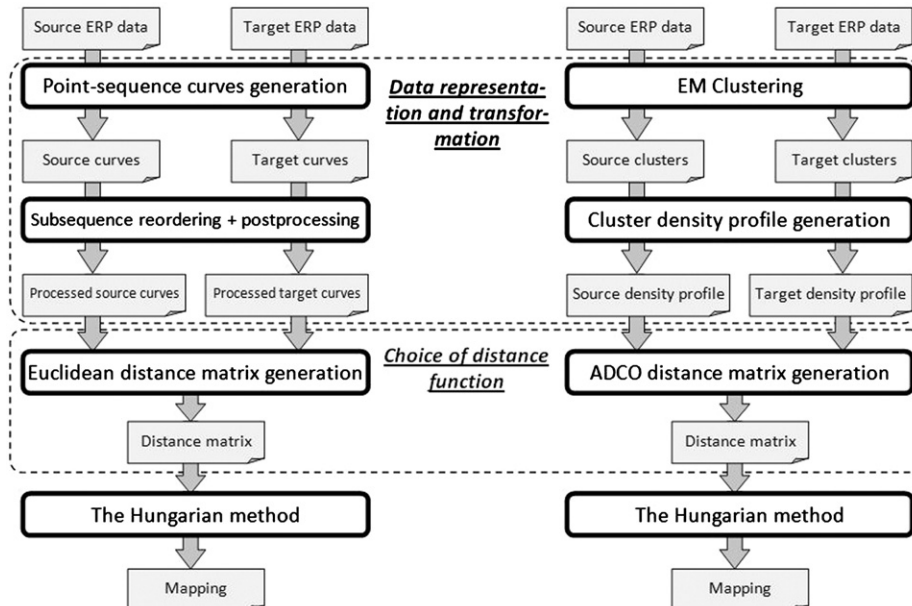 Source ERP data
Target ERP data
Source ERP data
Target ERP data
Point-sequence curves generation
Data representa-
tion and transfor-
mation
EM Clustering
Source curves
Target curves
Source clusters
Target clusters
Subsequence reordering + postprocessing
Cluster density profile generation
Processed source curves
Processed target curves
Source density profile
Target density profile
Euclidean distance matrix generation
Choice of distance
function
ADCO distance matrix generation
Distance matrix
Distance matrix
The Hungarian method
The Hungarian method
Mapping
Mapping